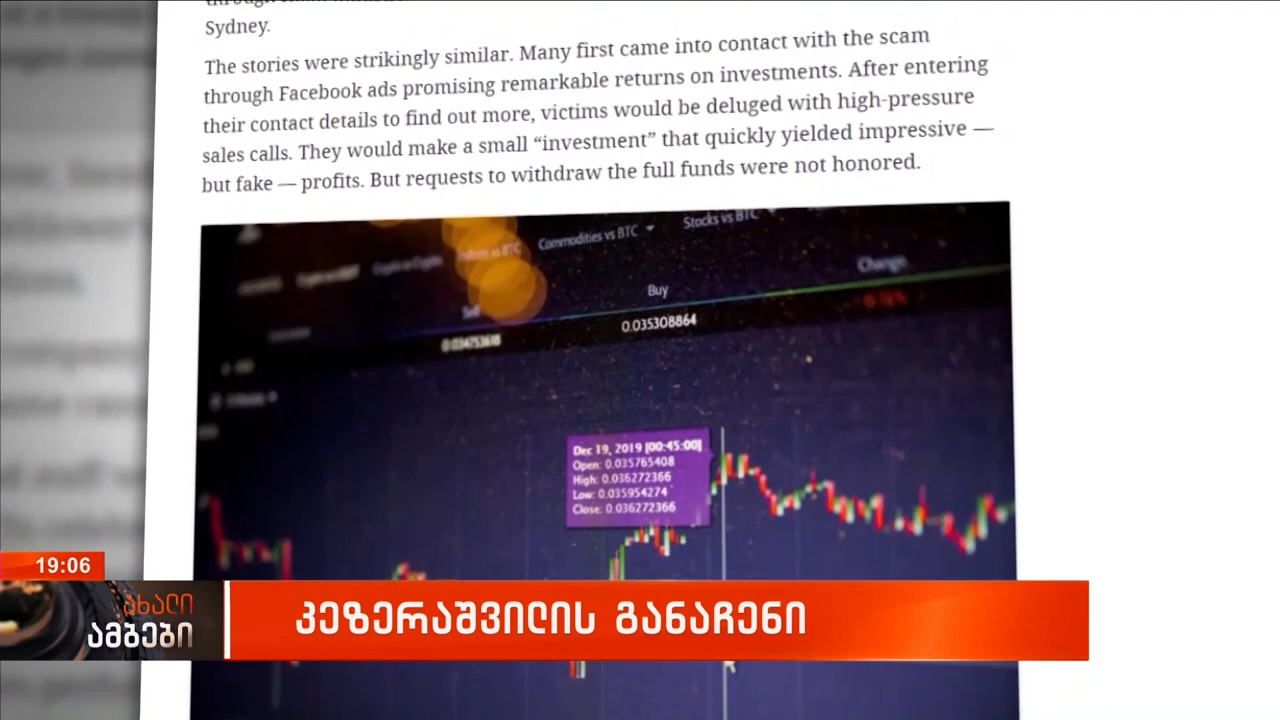 Sydney.
The stories were strikingly similar. Many first came into contact with the scam
through Facebook ads promising remarkable returns on investments. After entering
their contact details to find out more, victims would be deluged with high-pressure
sales calls. They would make a small “investment” that quickly yielded impressive —
but fake — profits. But requests to withdraw the full funds were not honored.
Commodities vs BTC
Stocks vs BTC
Change
Sell
Buy
0.035308864
Dec 19, 2019 [00:45:00]
Open: 0.035765408
High: 0.036272366
Low: 0.035954274
Close: 0.036272366
19:06
ახალი
ამბები
კეზერაშვილის განაჩენი